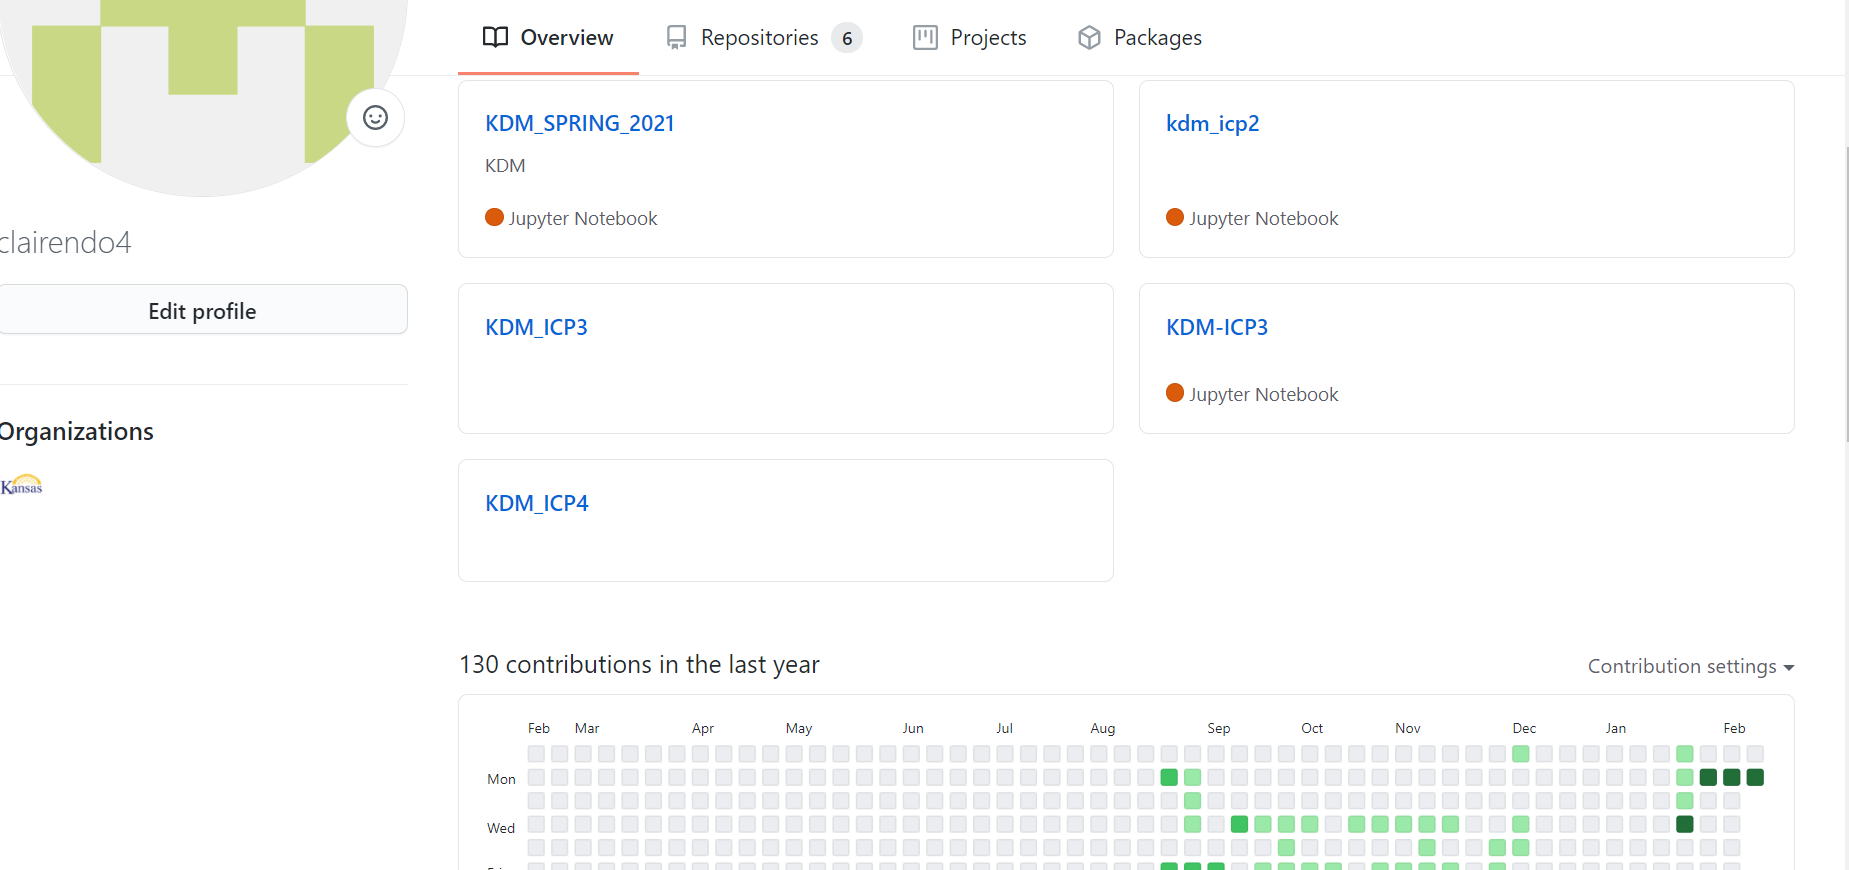 Overview Repositories 6 Projects Packages
KDM_SPRING_2021
KDM
Jupyter Notebook
kdm_icp2
Jupyter Notebook
clairendo4
Edit profile
Organizations
Kansas
KDM_ICP3
KDM-ICP3
Jupyter Notebook
KDM_ICP4
130 contributions in the last year
Contribution settings
Feb Mar Apr May Jun Jul Aug Sep Oct Nov Dec Jan Feb
Mon
Wed